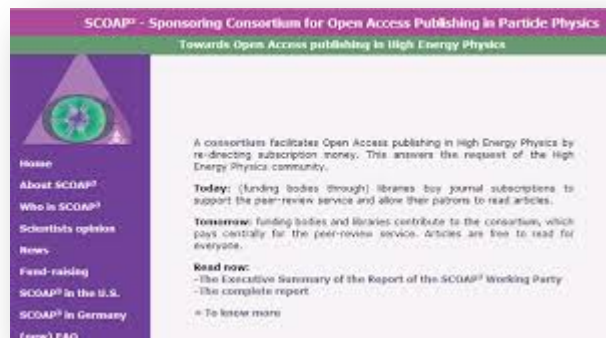 SCOAP³ - Sponsoring Consortium for Open Access Publishing in Particle Physics
Towards Open Access publishing in High Energy Physics
Home
About SCOAP³
Who is SCOAP³
Scientists opinion
News
Fund-raising
SCOAP³ in the U.S.
SCOAP³ in Germany
(new) FAQ
A consortium facilitates Open Access publishing in High Energy Physics by
re-directing subscription money. This answers the request of the High
Energy Physics community.
Today: (funding bodies through) libraries buy journal subscriptions to
support the peer-review service and allow their patrons to read articles.
Tomorrow: funding bodies and libraries contribute to the consortium, which
pays centrally for the peer-review service. Articles are free to read for
everyone.
Read now:
-The Executive Summary of the Report of the SCOAP³ Working Party
-The complete report
» To know more